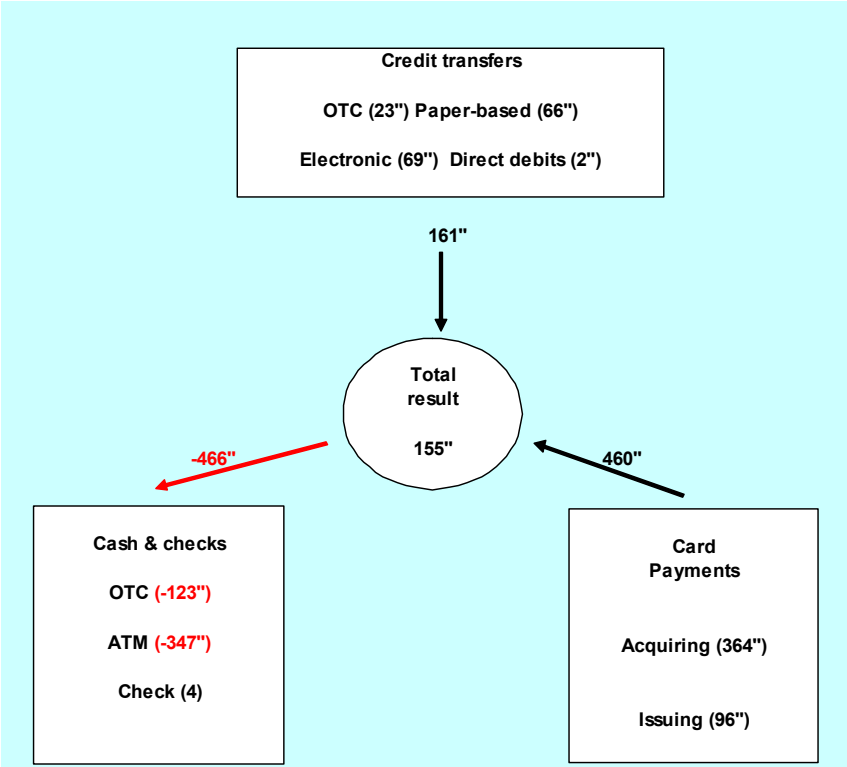 Credit transfers
OTC (23") Paper-based (66")
Electronic (69") Direct debits (2")
161"
Total
result
155"
-466"
460"
Cash & checks
OTC (-123")
ATM (-347")
Check (4)
Card
Payments
Acquiring (364")
Issuing (96")